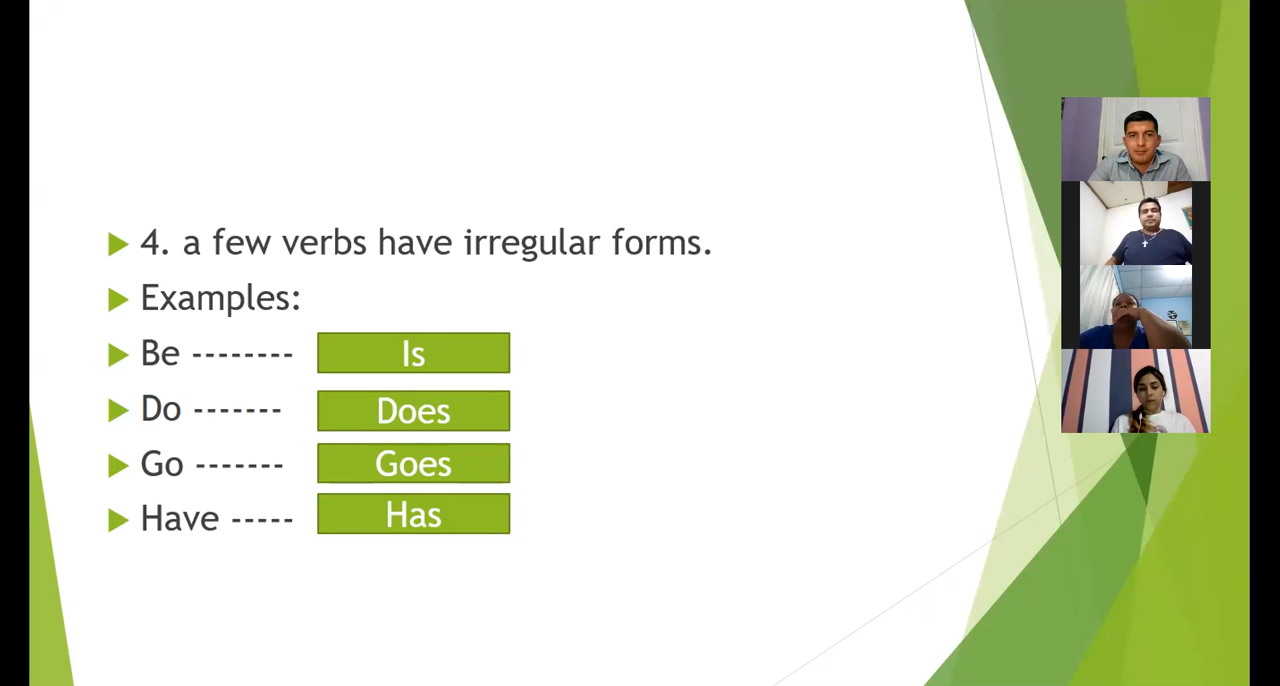 4. a few verbs have irregular forms.
Examples:
Be -------- Is
Do ------- Does
Go ------- Goes
Have ----- Has